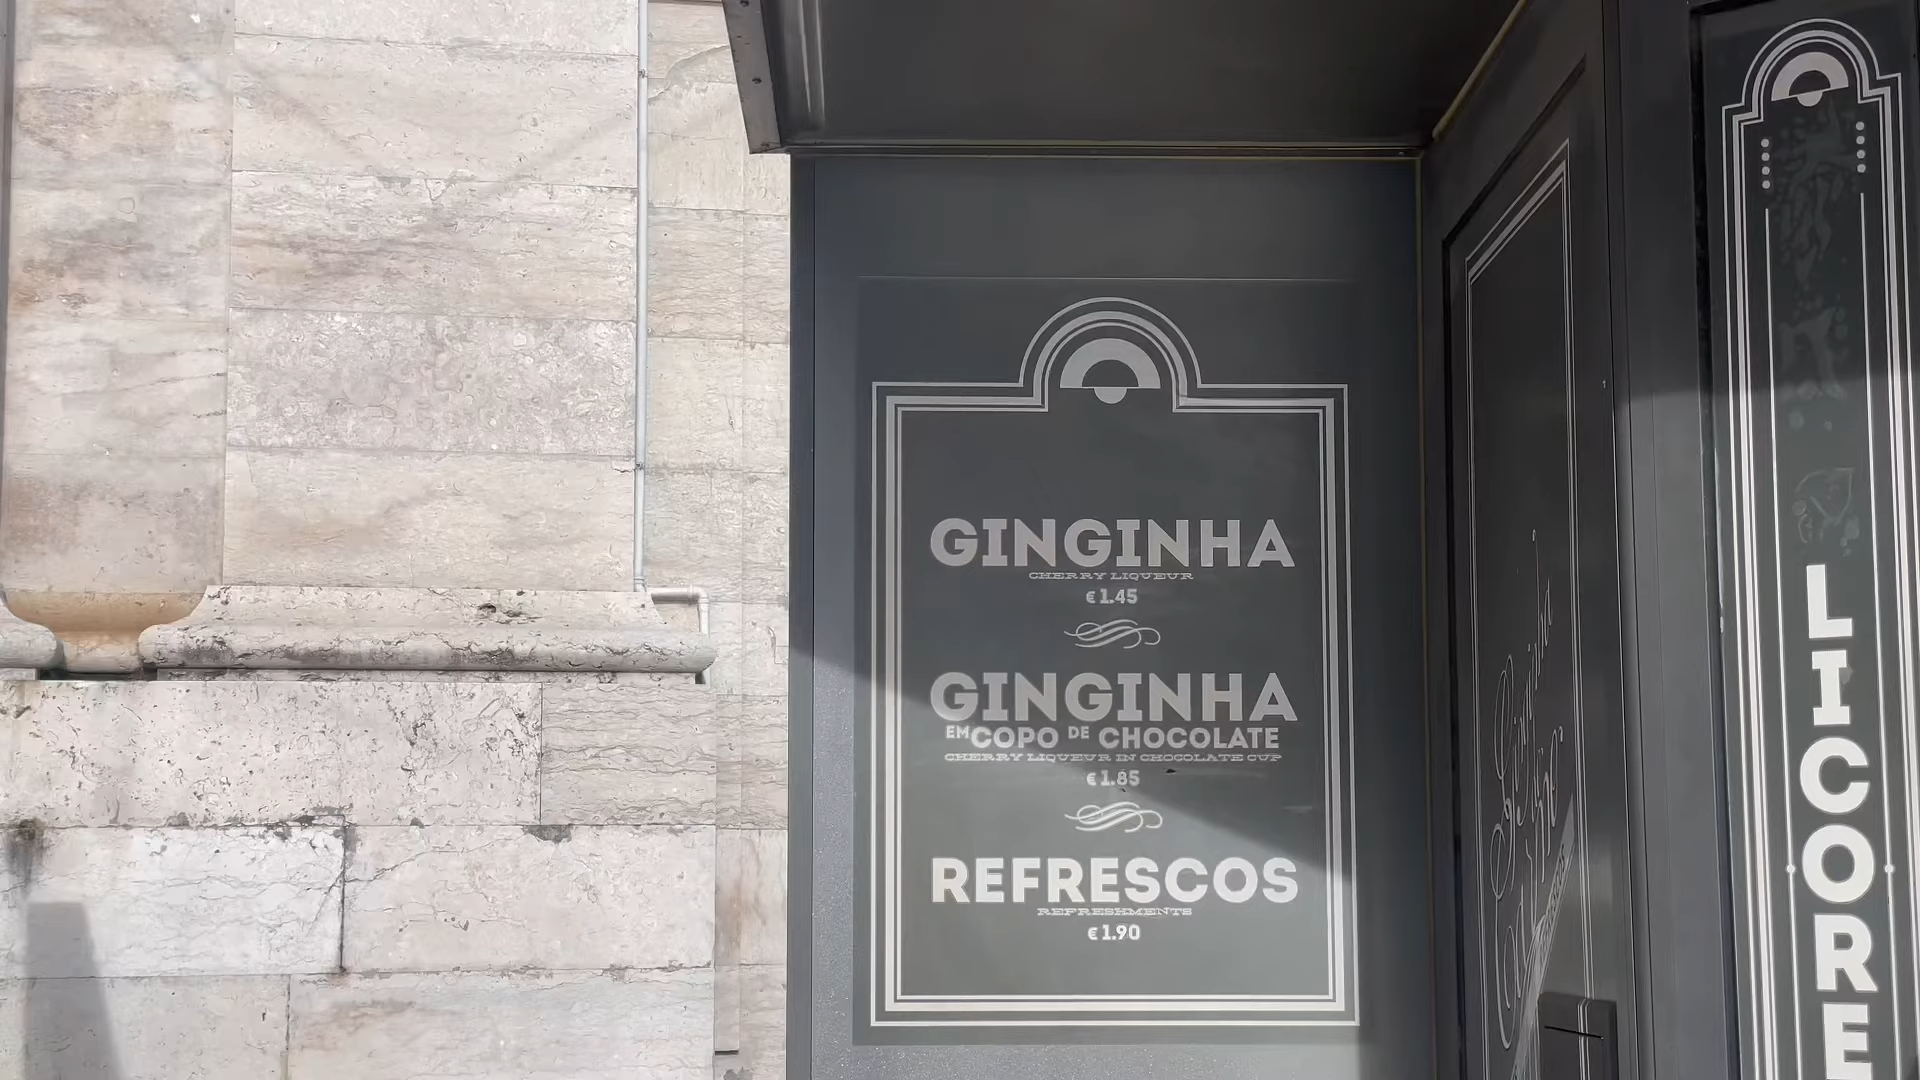 GINGINHA
CHERRY LIQUEUR
€ 1.45
GINGINHA
EM COPO DE CHOCOLATE
CHERRY LIQUEUR IN CHOCOLATE CUP
€ 1.85
REFRESCOS
REFRESHMENTS
€ 1.90
LICORE